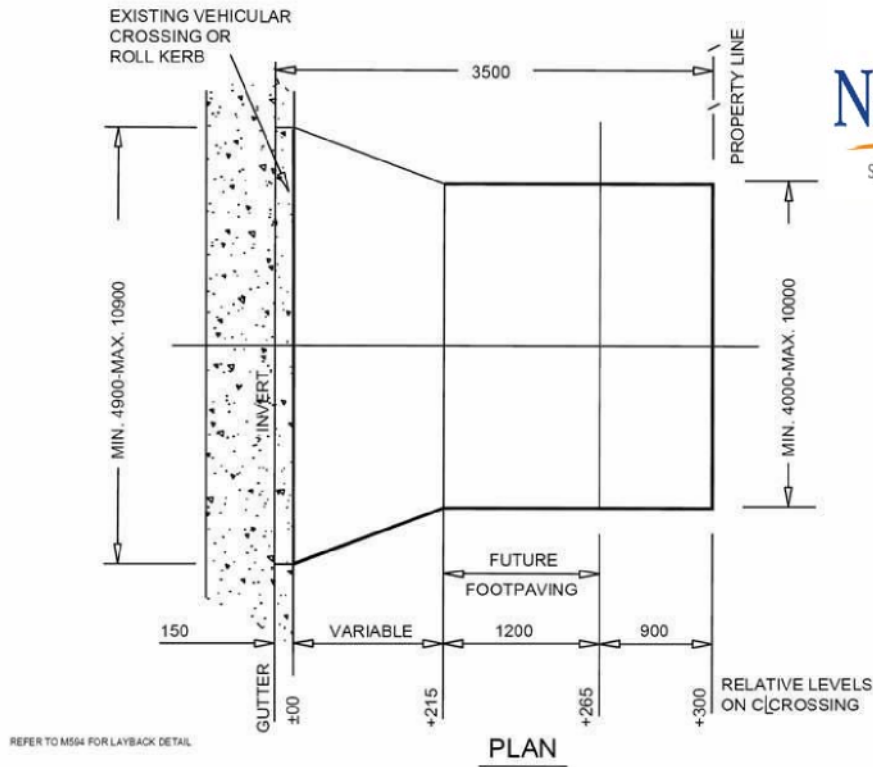 EXISTING VEHICULAR
CROSSING OR
ROLL KERB
3500
PROPERTY LINE
N
S
MIN. 4900-MAX. 10900
INVERT
MIN. 4000-MAX. 10000
FUTURE
FOOTPAVING
150
VARIABLE
1200
900
GUTTER
±00
+215
+265
+300
RELATIVE LEVELS
ON CLCROSSING
REFER TO M594 FOR LAYBACK DETAIL
PLAN